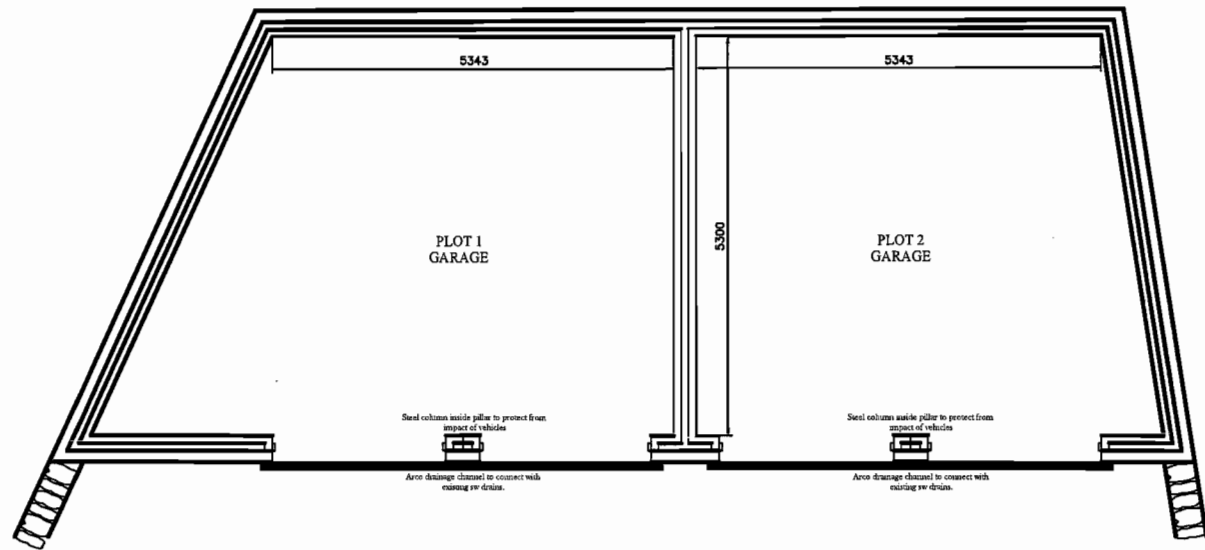 5343
5343
5300
PLOT 1
GARAGE
PLOT 2
GARAGE
Steel column inside pillar to protect from
impact of vehicles
Steel column inside pillar to protect from
impact of vehicles
Arco drainage channel to connect with
existing sw drains.
Arco drainage channel to connect with
existing sw drains.